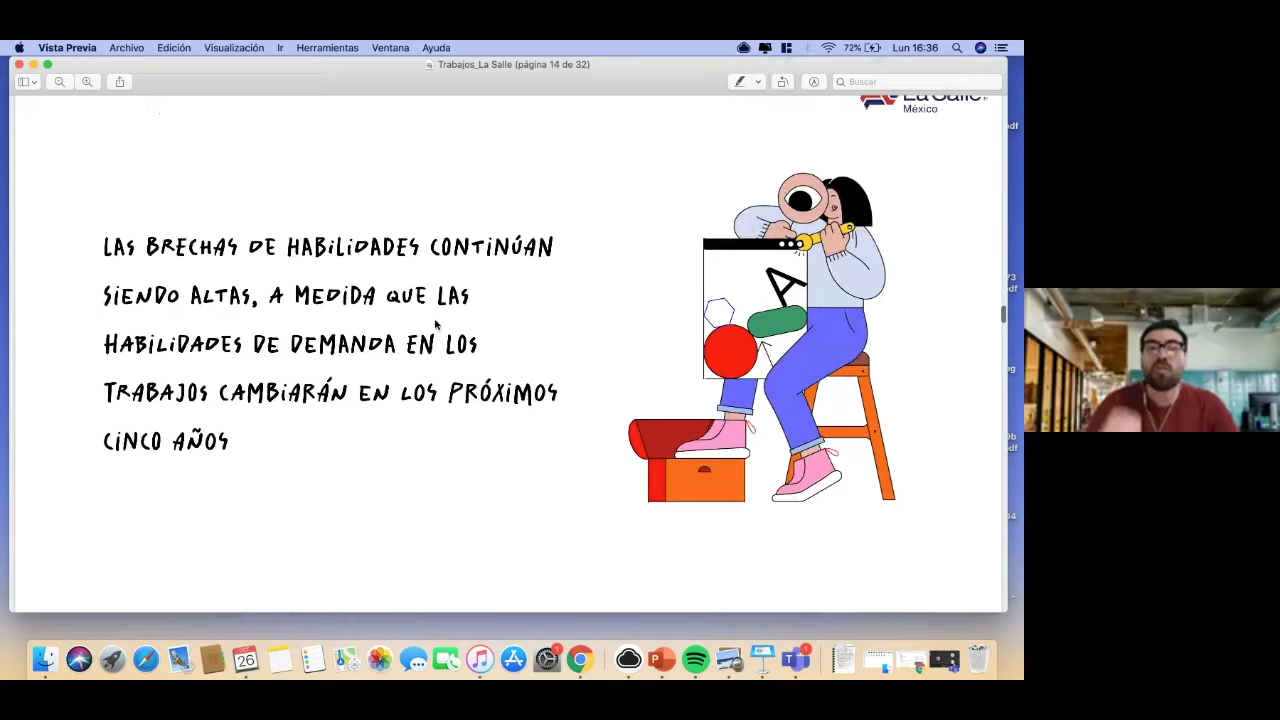 Vista Previa Archivo Edición Visualización Ir Herramientas Ventana Ayuda 72% Lun 16:36
Trabajos_La Salle (página 14 de 32)
Buscar
La Salle
México
LAS BRECHAS DE HABILIDADES CONTINÚAN
SIENDO ALTAS, A MEDIDA QUE LAS
HABILIDADES DE DEMANDA EN LOS
TRABAJOS CAMBIARÁN EN LOS PRÓXIMOS
CINCO AÑOS
A
OCT
26